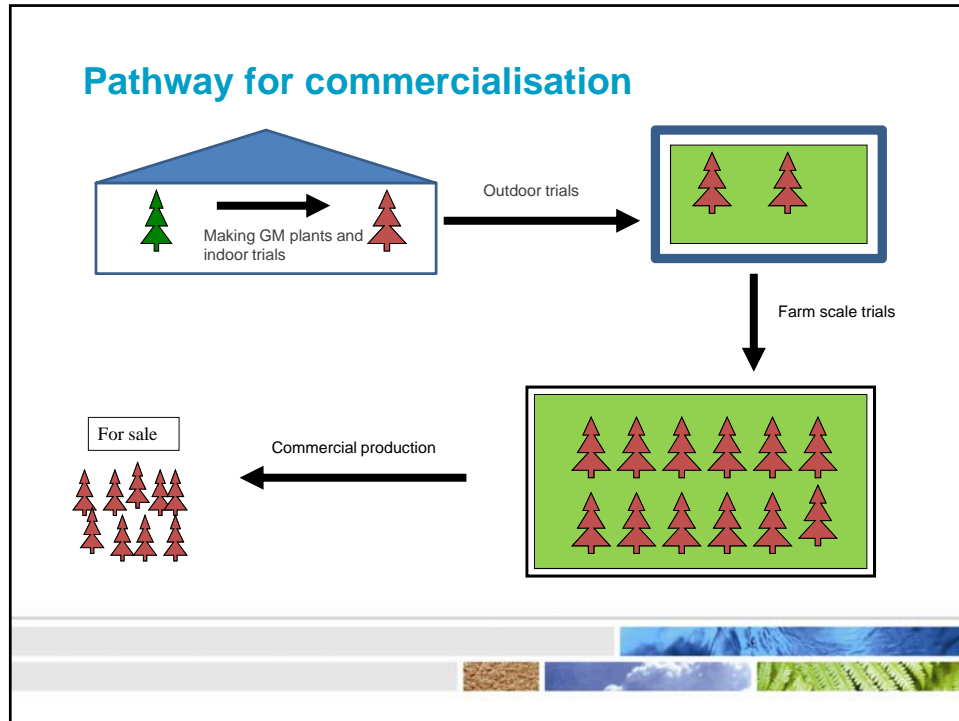 Pathway for commercialisation
Making GM plants and
indoor trials
Outdoor trials
Farm scale trials
Commercial production
For sale